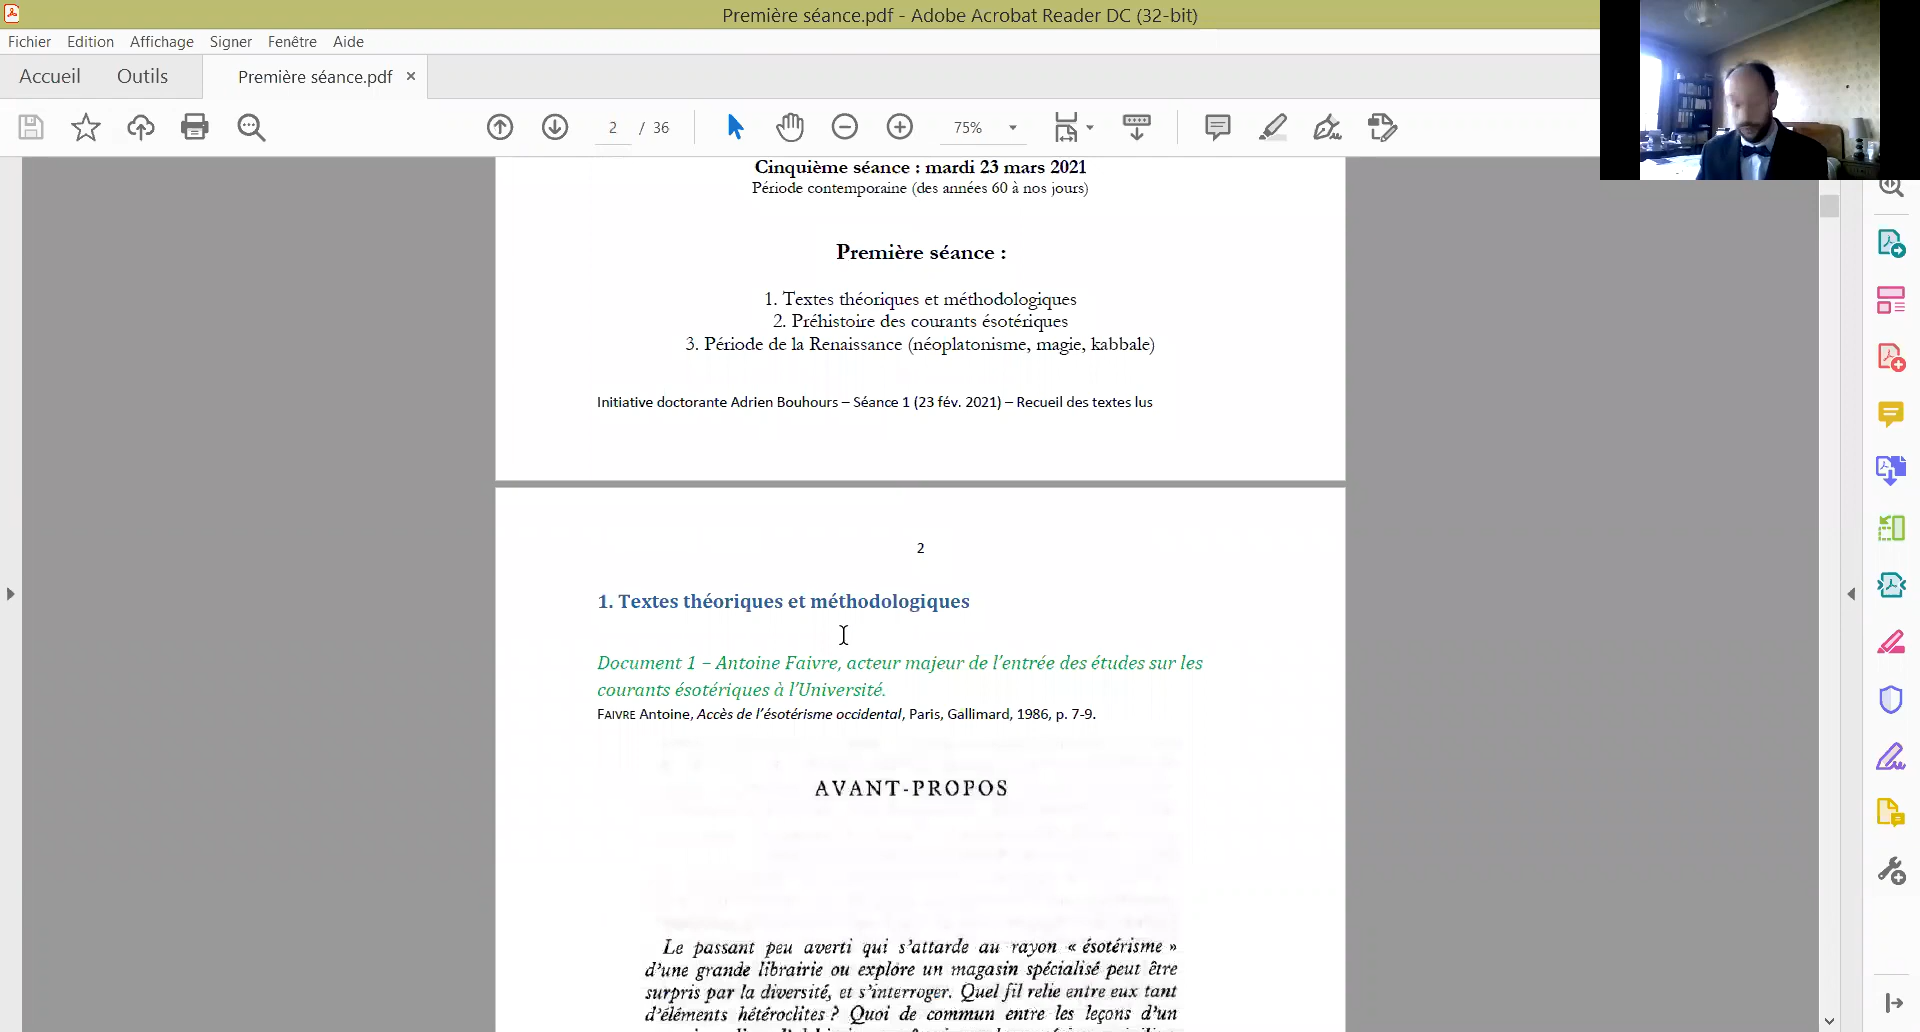 Première séance.pdf - Adobe Acrobat Reader DC (32-bit)
Fichier Edition Affichage Signer Fenêtre Aide
Accueil Outils Première séance.pdf ×
2 / 36 75%
Cinquième séance : mardi 23 mars 2021
Période contemporaine (des années 60 à nos jours)
Première séance :
1. Textes théoriques et méthodologiques
2. Préhistoire des courants ésotériques
3. Période de la Renaissance (néoplatonisme, magie, kabbale)
Initiative doctorante Adrien Bouhours – Séance 1 (23 fév. 2021) – Recueil des textes lus
2
1. Textes théoriques et méthodologiques
Document 1 – Antoine Faivre, acteur majeur de l'entrée des études sur les
courants ésotériques à l'Université.
FAIVRE Antoine, Accès de l'ésotérisme occidental, Paris, Gallimard, 1986, p. 7-9.
AVANT-PROPOS
Le passant peu averti qui s'attarde au rayon « ésotérisme »
d'une grande librairie ou explore un magasin spécialisé peut être
surpris par la diversité, et s'interroger. Quel fil relie entre eux tant
d'éléments hétéroclites ? Quoi de commun entre les leçons d'un